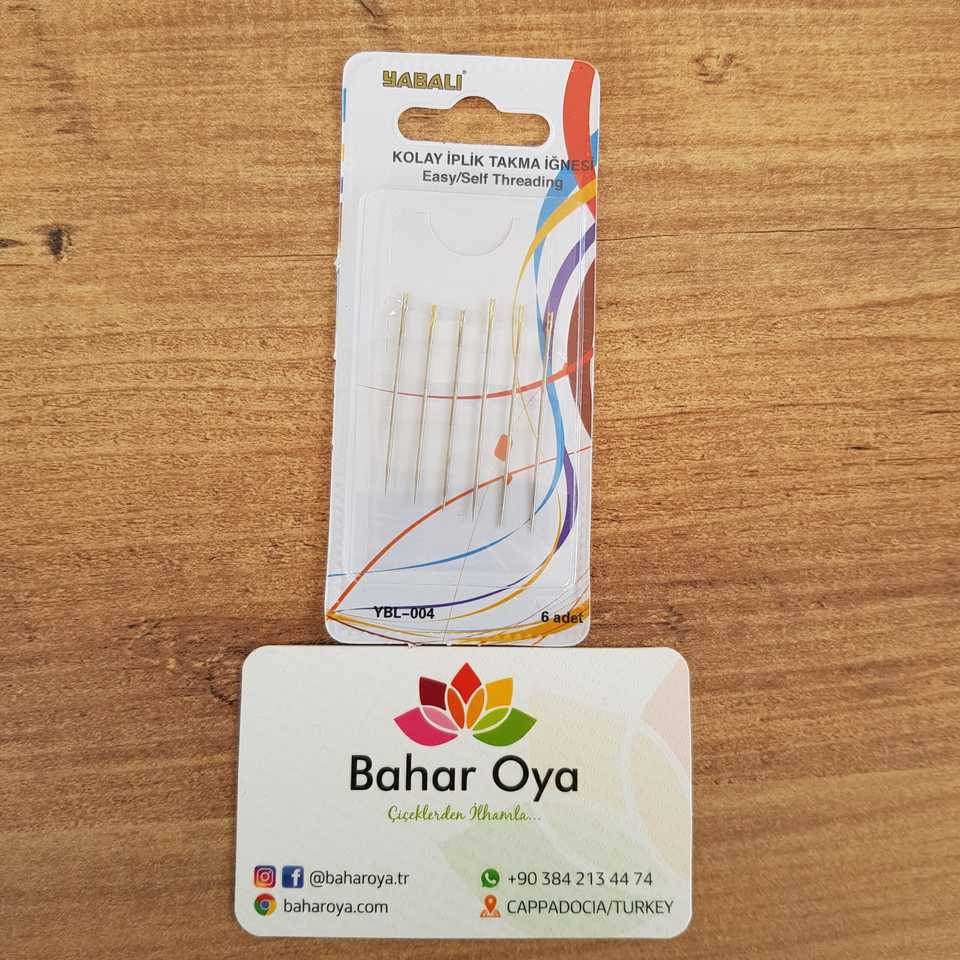 YABALI®
KOLAY İPLİK TAKMA İĞNESİ
Easy/Self Threading
YBL-004
6 adet
Bahar Oya
Çiçeklerden İlhamla...
@baharoya.tr
+90 384 213 44 74
baharoya.com
CAPPADOCIA/TURKEY